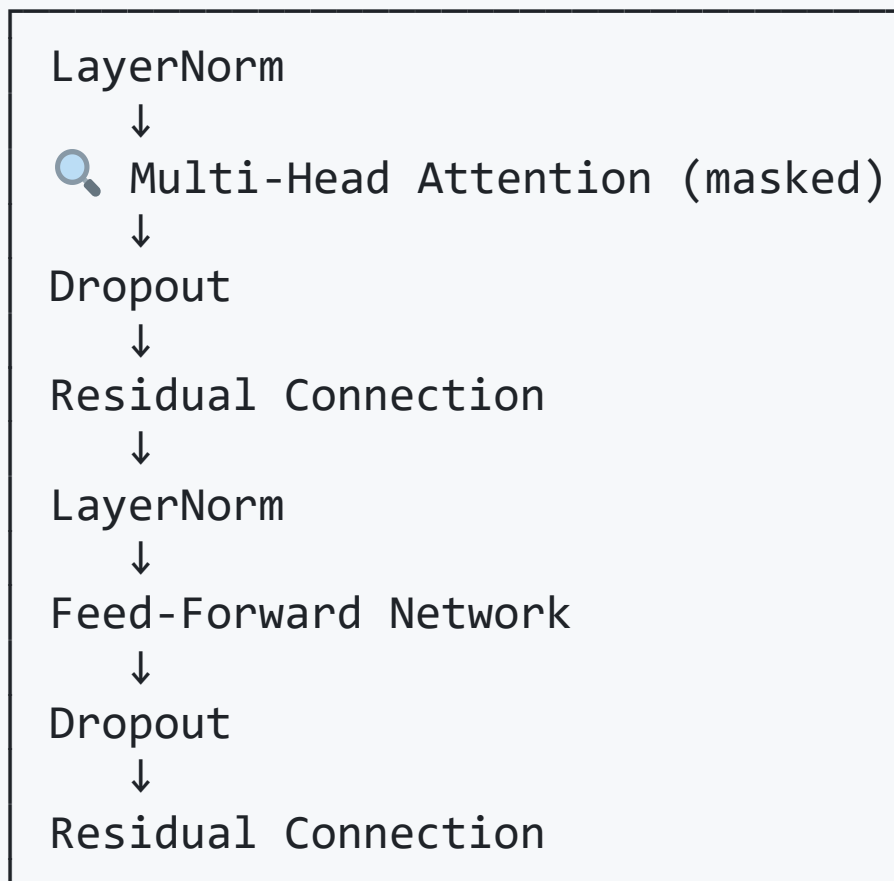 LayerNorm
↓
🔍 Multi-Head Attention (masked)
↓
Dropout
↓
Residual Connection
↓
LayerNorm
↓
Feed-Forward Network
↓
Dropout
↓
Residual Connection